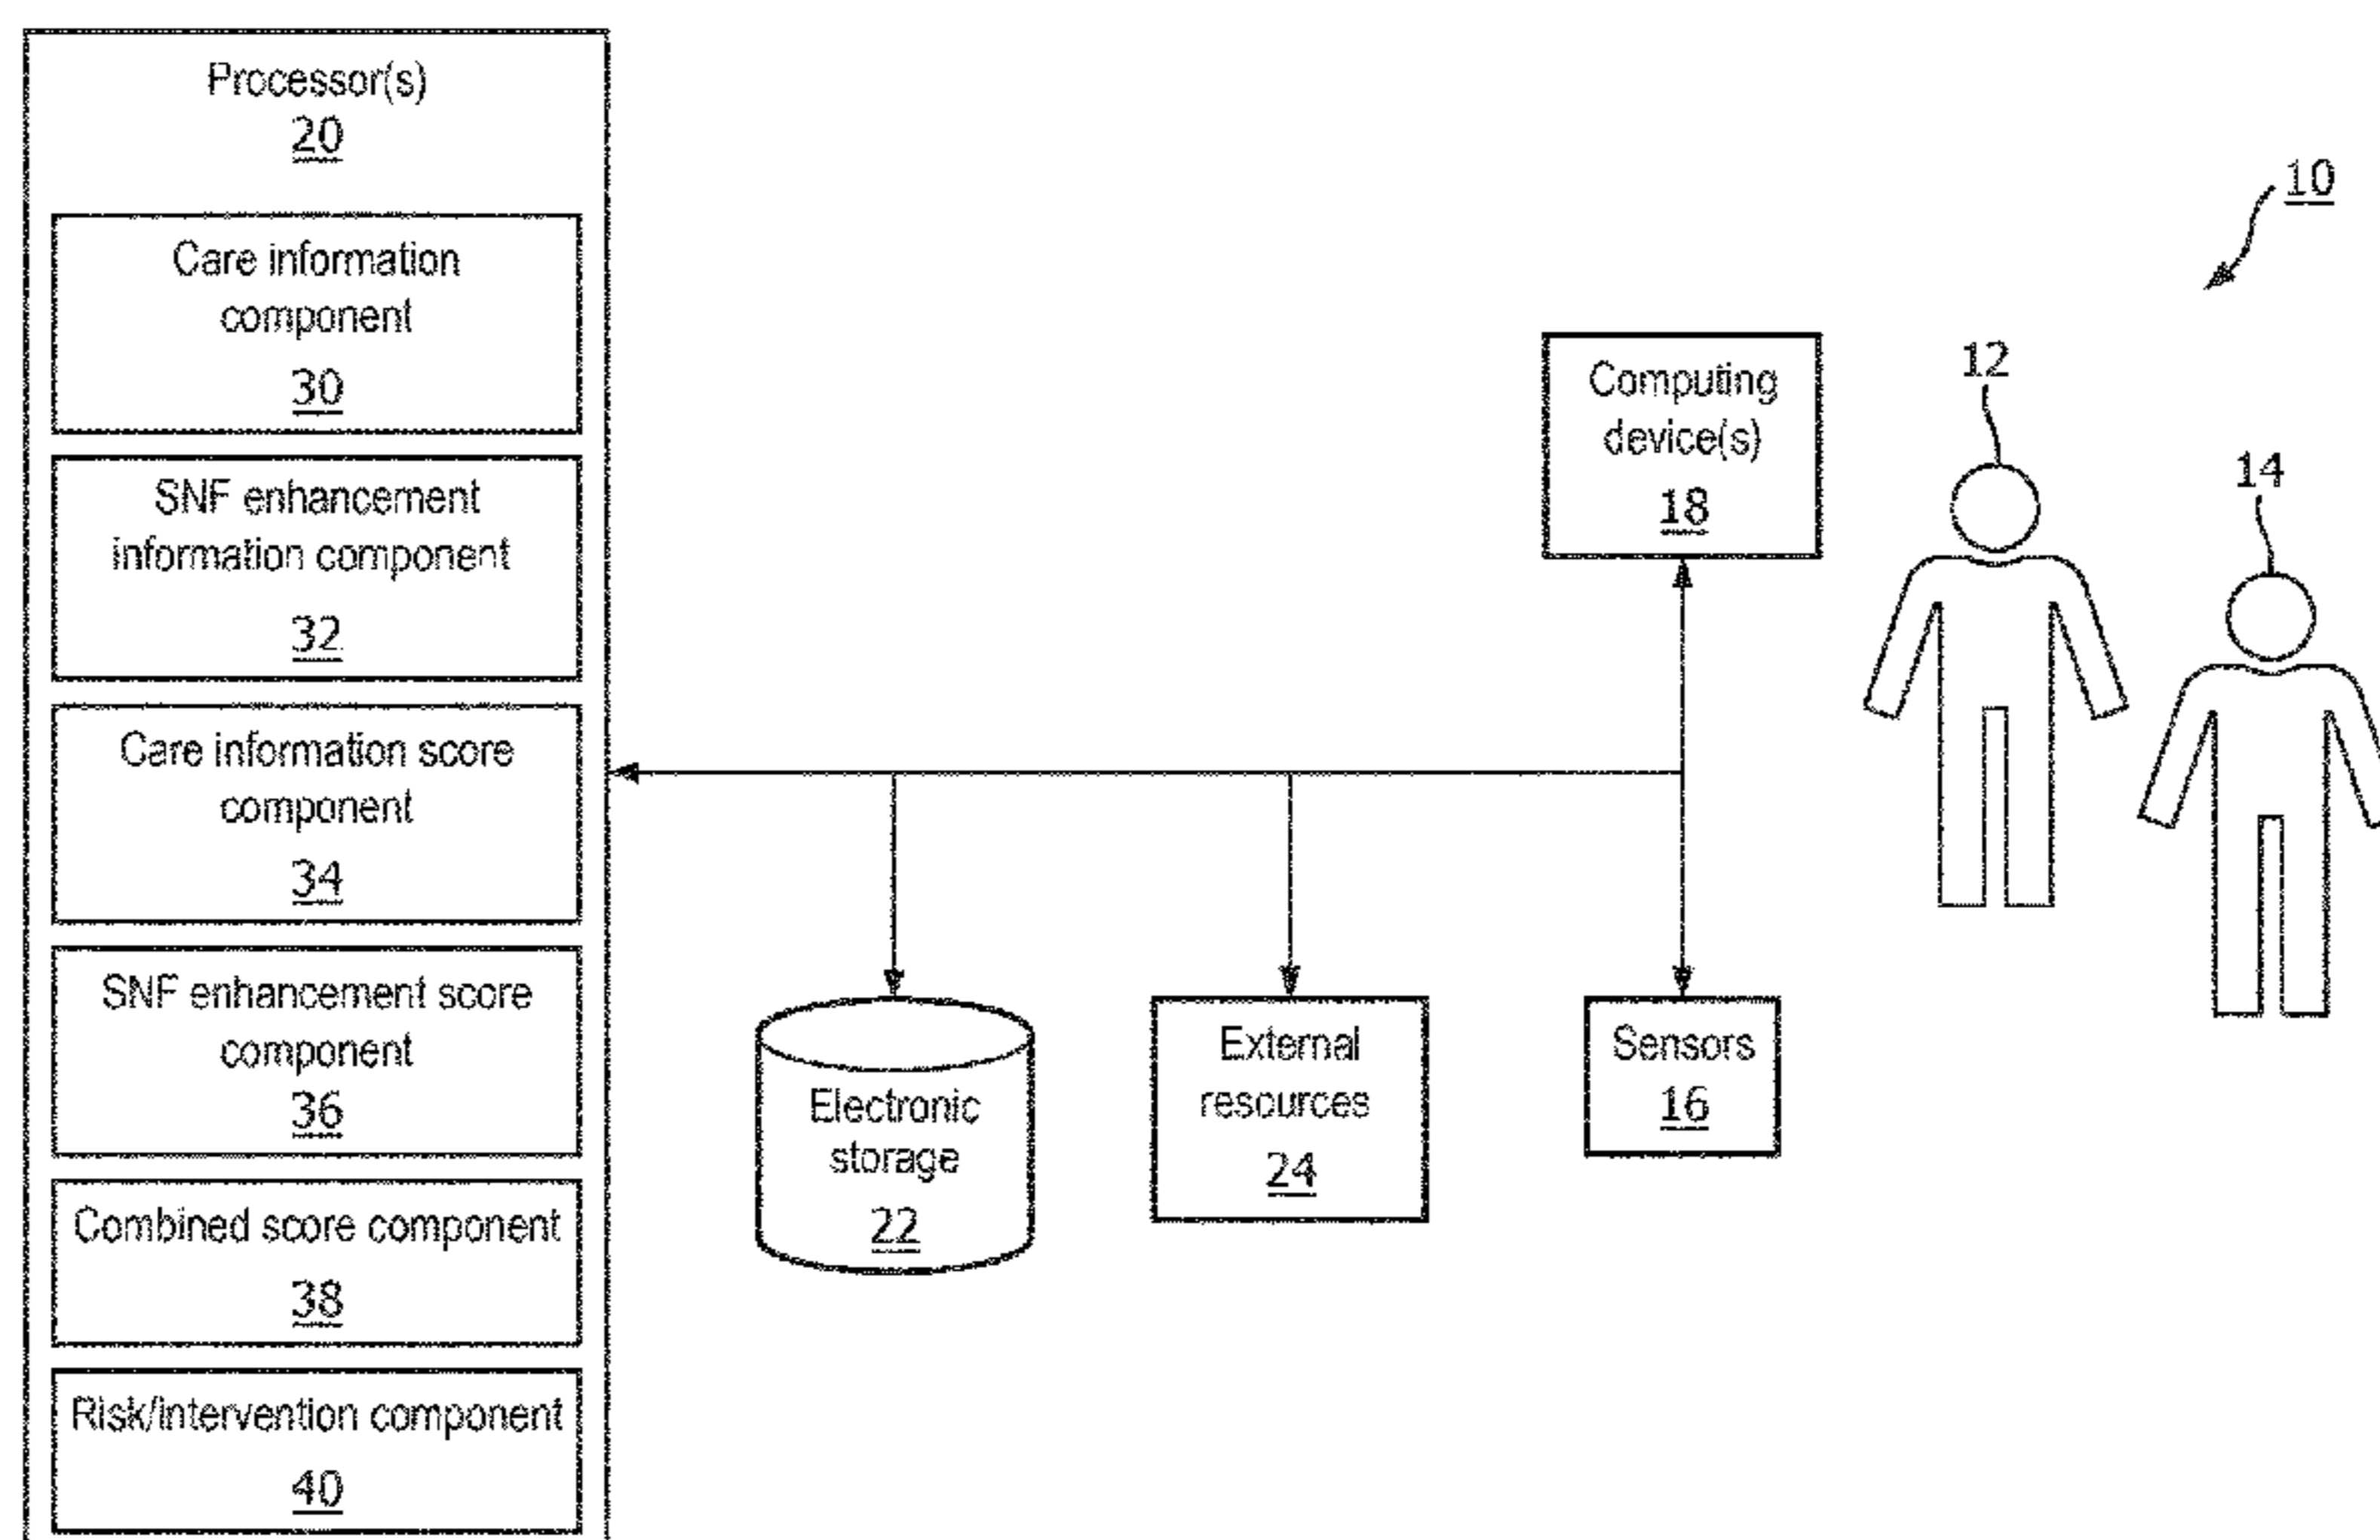 Processor(s)
20
Care information
component
30
SNF enhancement
information component
32
Care information score
component
34
SNF enhancement score
component
36
Combined score component
38
Risk/intervention component
40
Computing
device(s)
18
Electronic
storage
22
External
resources
24
Sensors
16
10
12
14